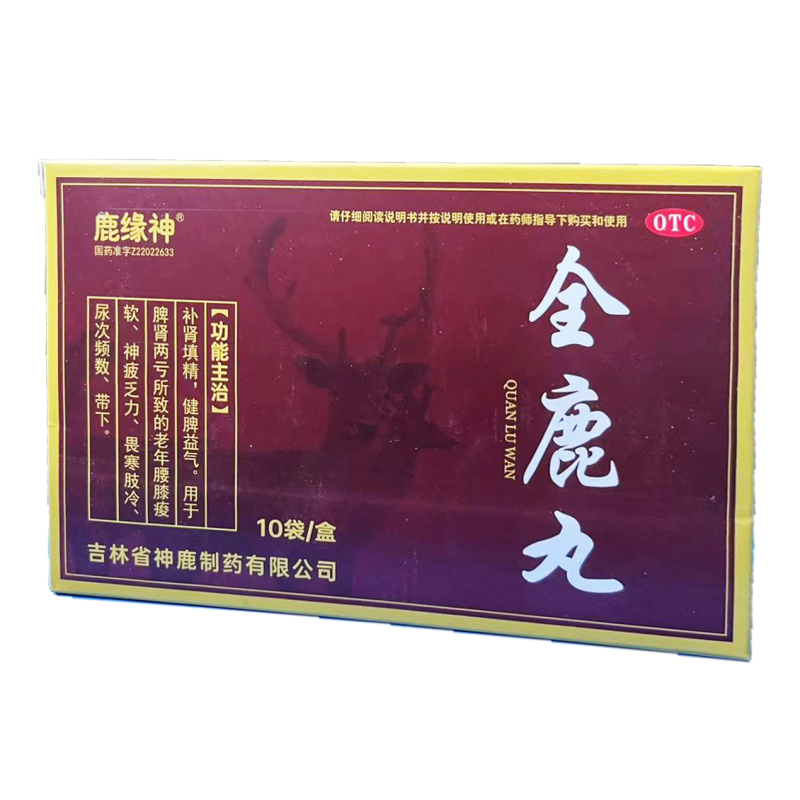 鹿缘神®
国药准字Z22022633
请仔细阅读说明书并按说明使用或在药师指导下购买和使用
OTC
全鹿丸
QUAN LU WAN
【功能主治】
补肾填精，健脾益气。用于
脾肾两亏所致的老年腰膝痠
软、神疲乏力、畏寒肢冷、
尿次频数、带下。
10袋/盒
吉林省神鹿制药有限公司